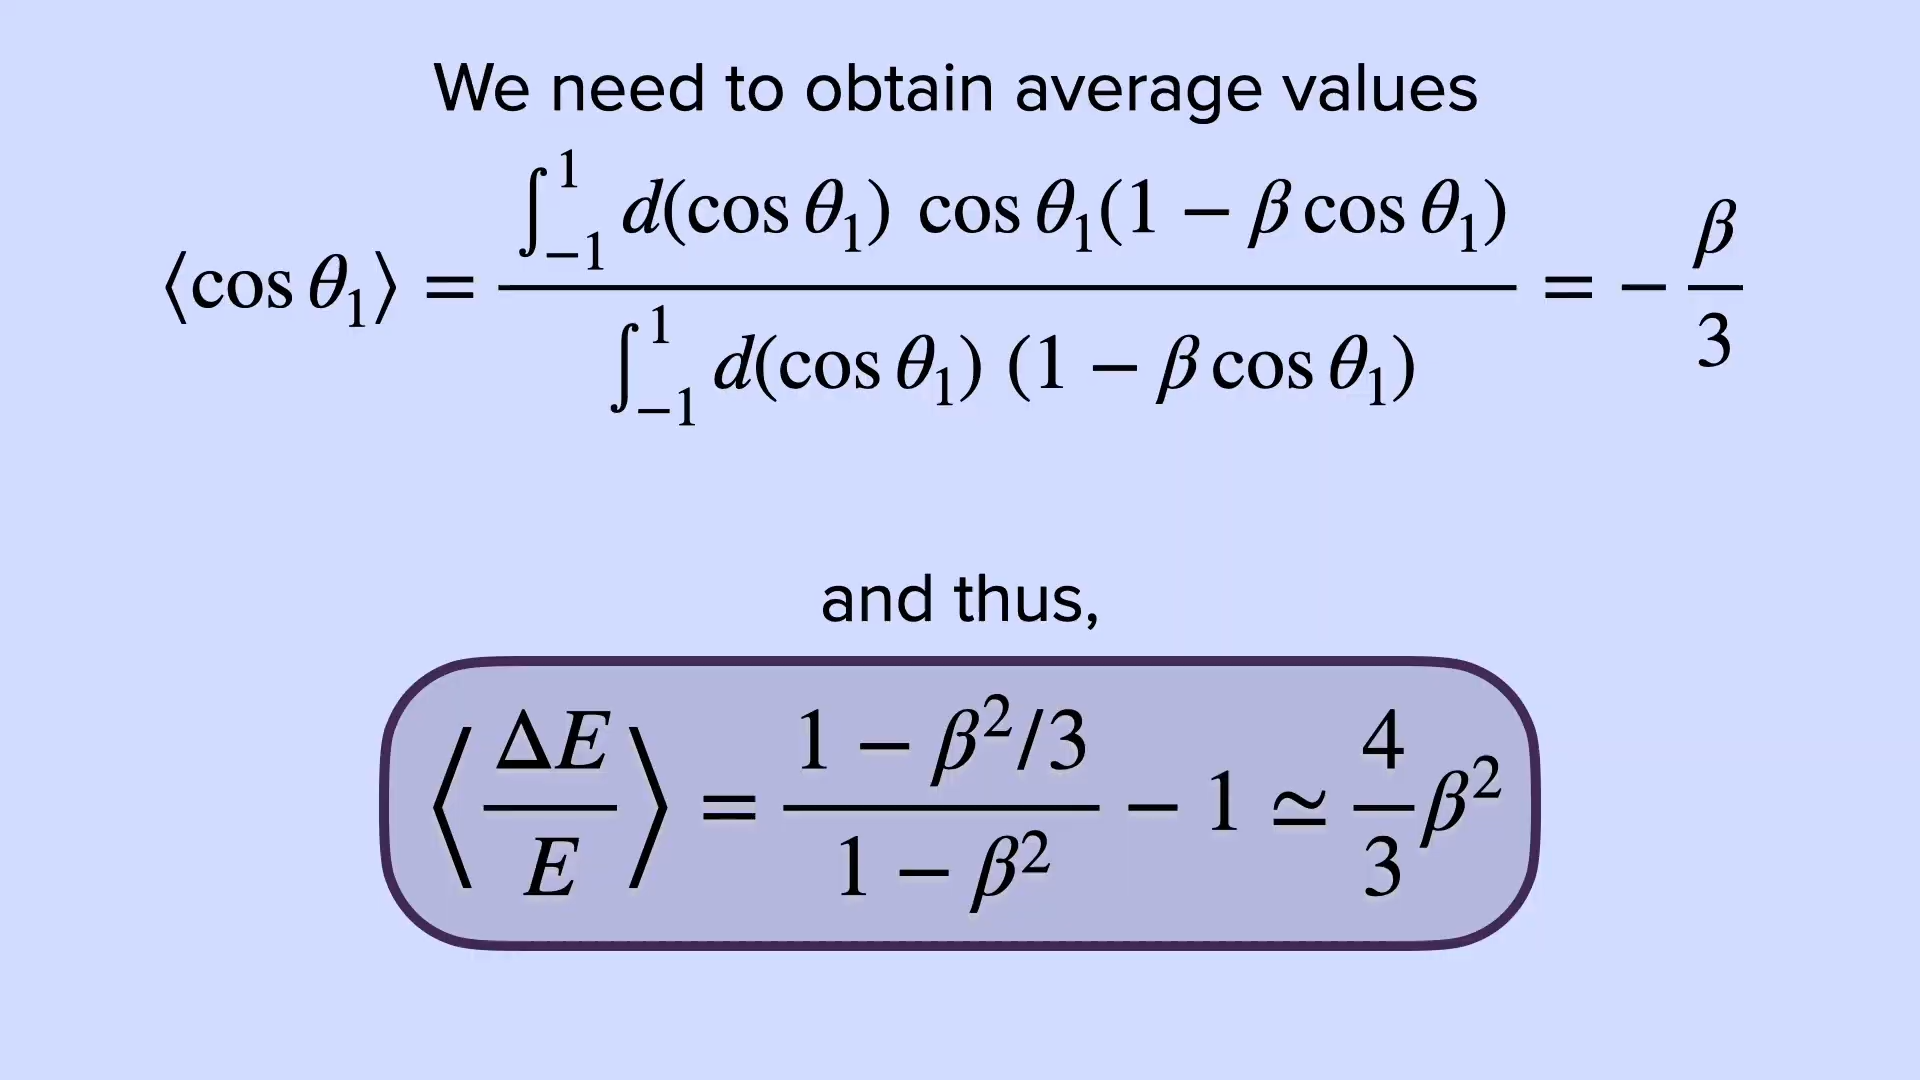 We need to obtain average values
⟨cos θ₁⟩ = ∫₋₁¹ d(cos θ₁) cos θ₁(1 − β cos θ₁) / ∫₋₁¹ d(cos θ₁) (1 − β cos θ₁) = − β/3
and thus,
⟨ΔE/E⟩ = (1 − β²/3)/(1 − β²) − 1 ≃ 4/3 β²